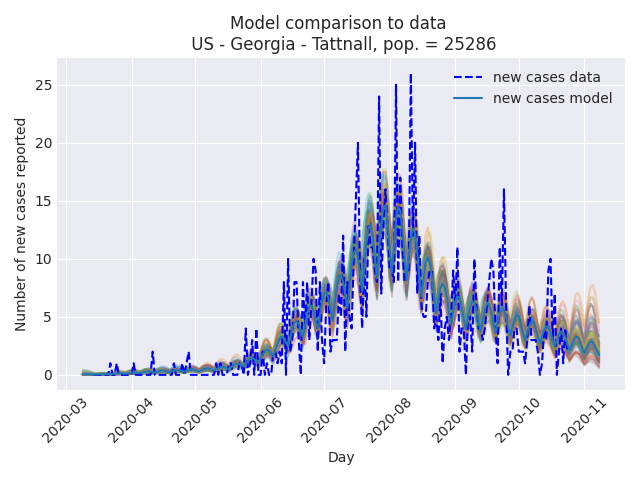 Model comparison to data
US - Georgia - Tattnall, pop. = 25286
new cases data
new cases model
Number of new cases reported
25
20
15
10
5
0
2020-03
2020-04
2020-05
2020-06
2020-07
2020-08
2020-09
2020-10
2020-11
Day